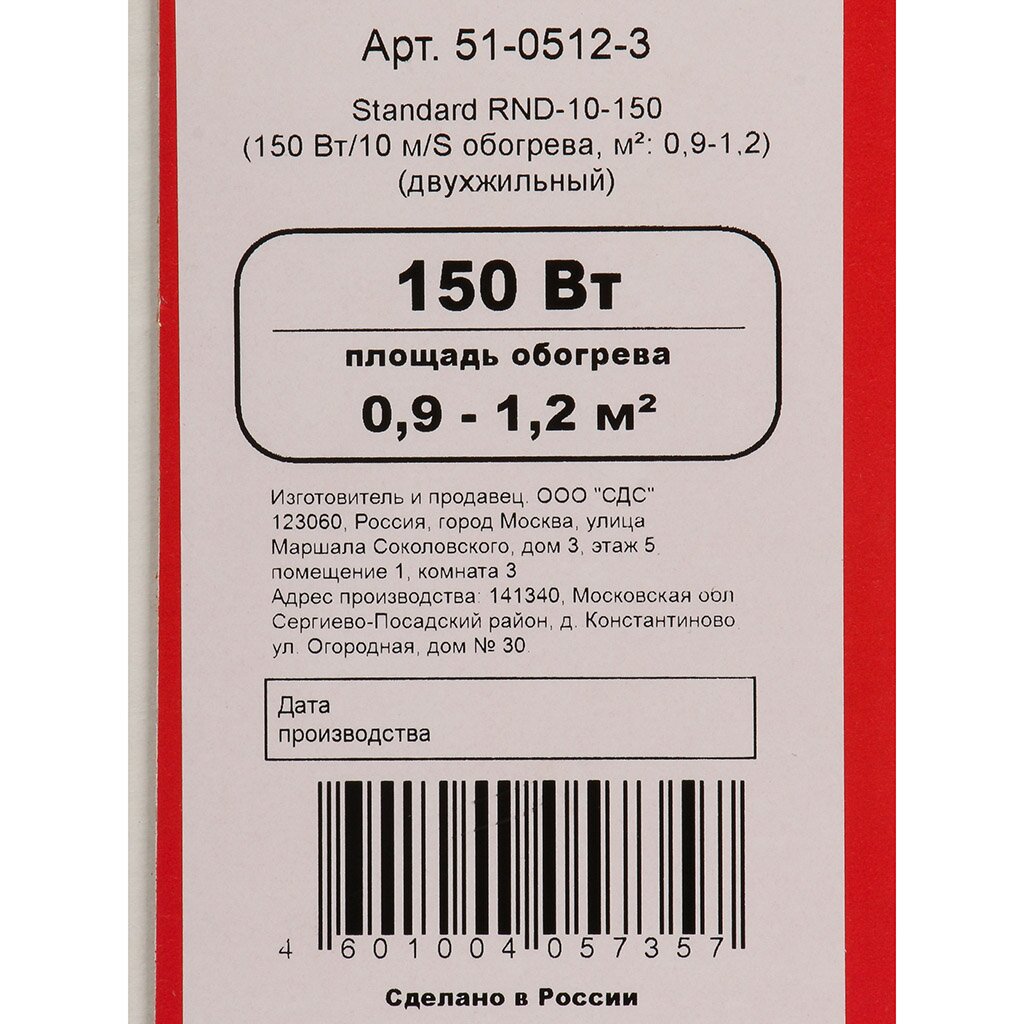 Арт. 51-0512-3
Standard RND-10-150
(150 Вт/10 м/S обогрева, м²: 0,9-1,2)
(двухжильный)
150 Вт
площадь обогрева
0,9 - 1,2 м²
Изготовитель и продавец. ООО "СДС"
123060, Россия, город Москва, улица
Маршала Соколовского, дом 3, этаж 5,
помещение 1, комната 3
Адрес производства: 141340, Московская обл
Сергиево-Посадский район, д. Константиново,
ул. Огородная, дом № 30.
Дата
производства
4 601004 057357
Сделано в России